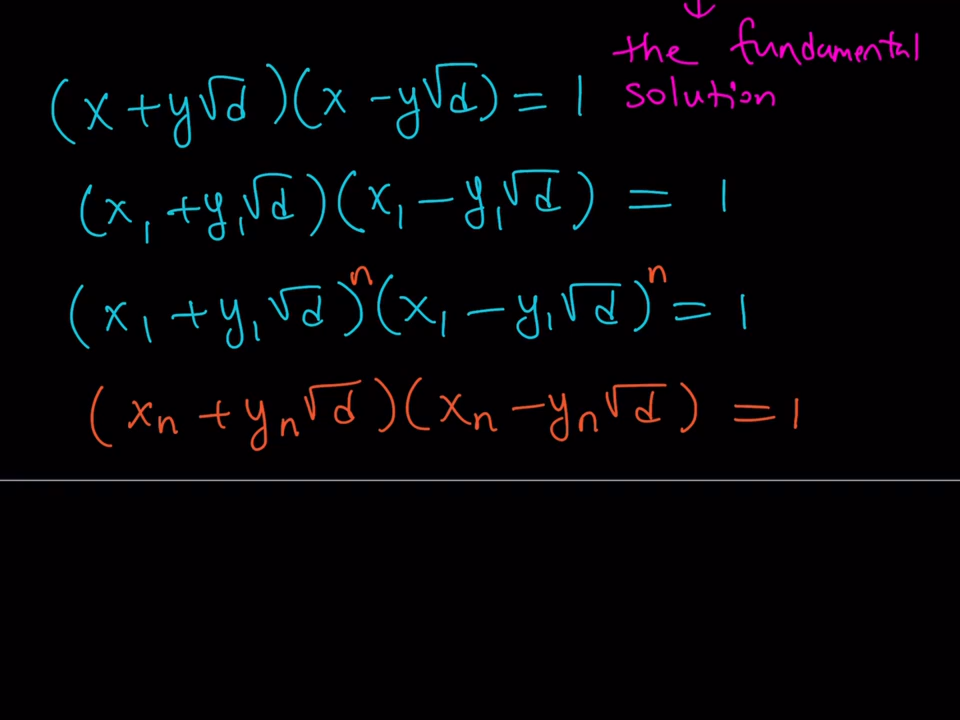 the fundamental
solution
(x + y√d)(x - y√d) = 1
(x₁ + y₁√d)(x₁ - y₁√d) = 1
(x₁ + y₁√d)ⁿ(x₁ - y₁√d)ⁿ = 1
(xₙ + yₙ√d)(xₙ - yₙ√d) = 1